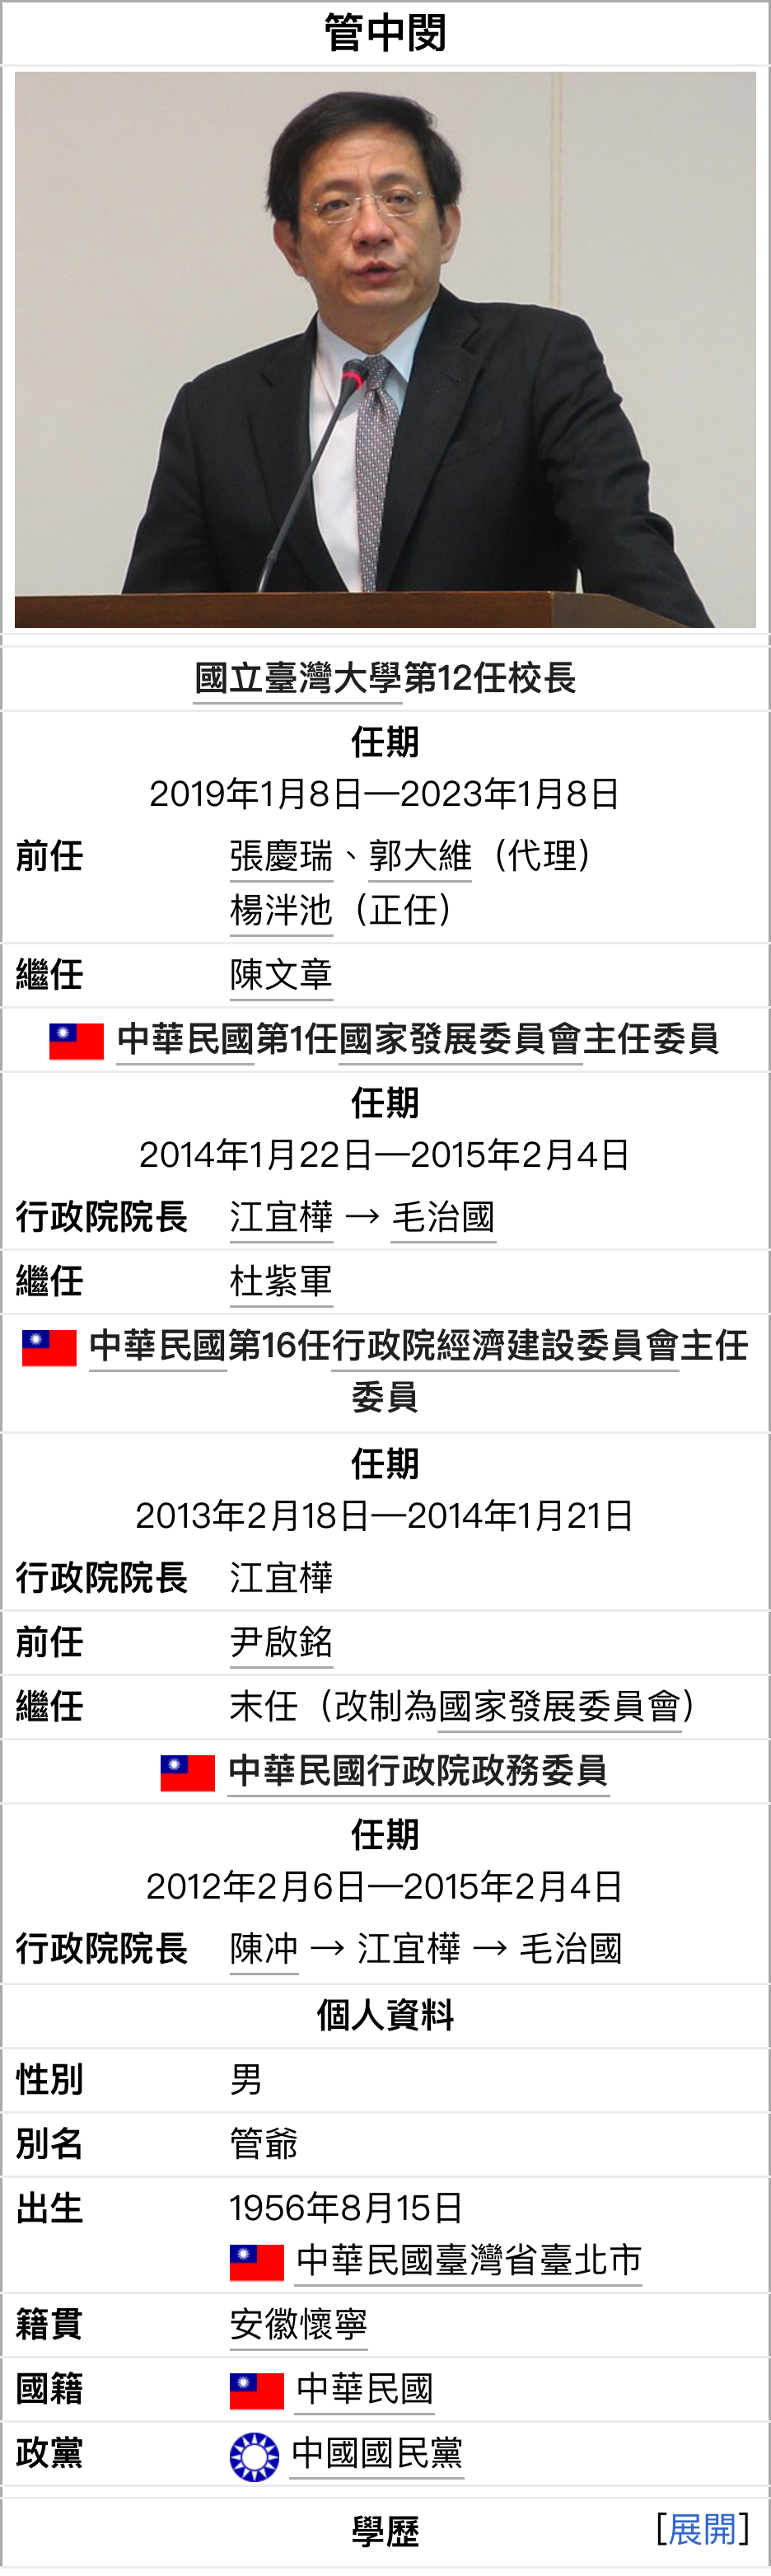 管中閔
國立臺灣大學第12任校長
任期
2019年1月8日—2023年1月8日
前任 張慶瑞、郭大維（代理）
楊泮池（正任）
繼任 陳文章
中華民國第1任國家發展委員會主任委員
任期
2014年1月22日—2015年2月4日
行政院院長 江宜樺 → 毛治國
繼任 杜紫軍
中華民國第16任行政院經濟建設委員會主任
委員
任期
2013年2月18日—2014年1月21日
行政院院長 江宜樺
前任 尹啟銘
繼任 末任（改制為國家發展委員會）
中華民國行政院政務委員
任期
2012年2月6日—2015年2月4日
行政院院長 陳冲 → 江宜樺 → 毛治國
個人資料
性別 男
別名 管爺
出生 1956年8月15日
中華民國臺灣省臺北市
籍貫 安徽懷寧
國籍 中華民國
政黨 中國國民黨
學歷 [展開]